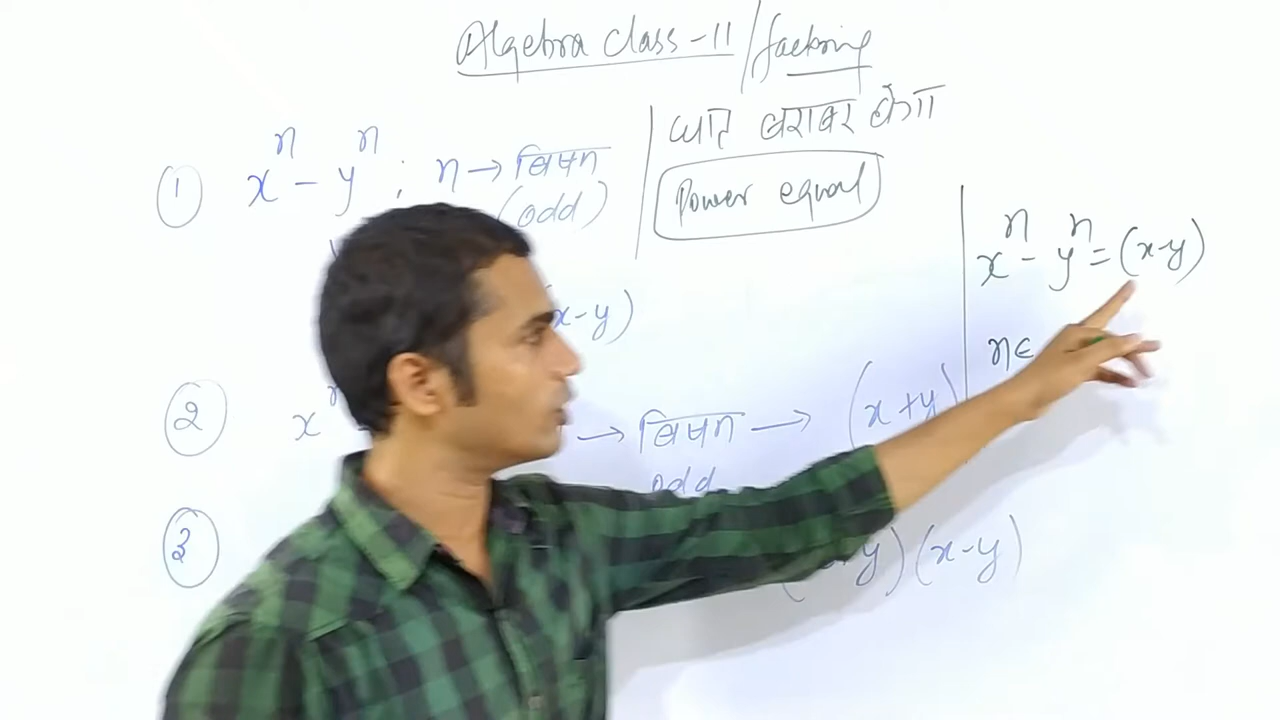 Algebra class-11 / factoring
① xⁿ - yⁿ ; n → विषम
(odd)
घात बराबर होगा
Power equal
(x-y)
xⁿ - yⁿ = (x-y)
n ∈
② x → विषम → (x+y)
odd
③ y) (x-y)